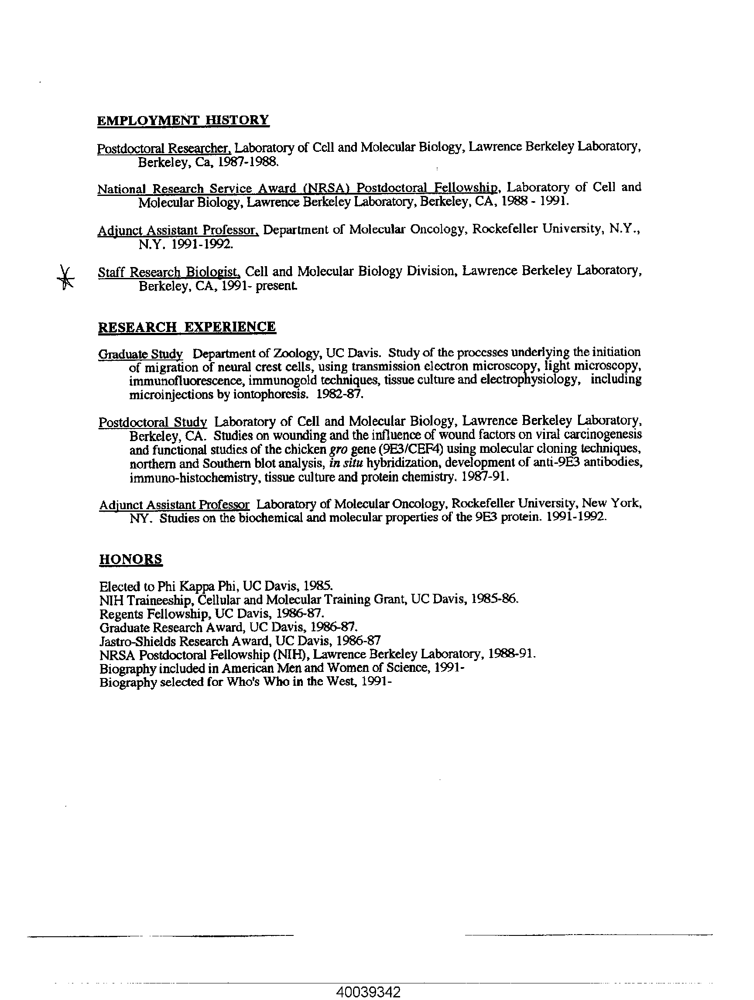 EMPLOYMENT HISTORY
Postdoctoral Researcher, Laboratory of Cell and Molecular Biology, Lawrence Berkeley Laboratory,
Berkeley, Ca, 1987-1988.
National Research Service Award (NRSA) Postdoctoral Fellowship, Laboratory of Cell and
Molecular Biology, Lawrence Berkeley Laboratory, Berkeley, CA, 1988 - 1991.
Adjunct Assistant Professor, Department of Molecular Oncology, Rockefeller University, N.Y.,
N.Y. 1991-1992.
Staff Research Biologist, Cell and Molecular Biology Division, Lawrence Berkeley Laboratory,
Berkeley, CA, 1991- present.
RESEARCH EXPERIENCE
Graduate Study Department of Zoology, UC Davis. Study of the processes underlying the initiation
of migration of neural crest cells, using transmission electron microscopy, light microscopy,
immunofluorescence, immunogold techniques, tissue culture and electrophysiology, including
microinjections by iontophoresis. 1982-87.
Postdoctoral Study Laboratory of Cell and Molecular Biology, Lawrence Berkeley Laboratory,
Berkeley, CA. Studies on wounding and the influence of wound factors on viral carcinogenesis
and functional studies of the chicken gro gene (9E3/CEF4) using molecular cloning techniques,
northern and Southern blot analysis, in situ hybridization, development of anti-9E3 antibodies,
immuno-histochemistry, tissue culture and protein chemistry. 1987-91.
Adjunct Assistant Professor Laboratory of Molecular Oncology, Rockefeller University, New York,
NY. Studies on the biochemical and molecular properties of the 9E3 protein. 1991-1992.
HONORS
Elected to Phi Kappa Phi, UC Davis, 1985.
NIH Traineeship, Cellular and Molecular Training Grant, UC Davis, 1985-86.
Regents Fellowship, UC Davis, 1986-87.
Graduate Research Award, UC Davis, 1986-87.
Jastro-Shields Research Award, UC Davis, 1986-87
NRSA Postdoctoral Fellowship (NIH), Lawrence Berkeley Laboratory, 1988-91.
Biography included in American Men and Women of Science, 1991-
Biography selected for Who's Who in the West, 1991-
40039342